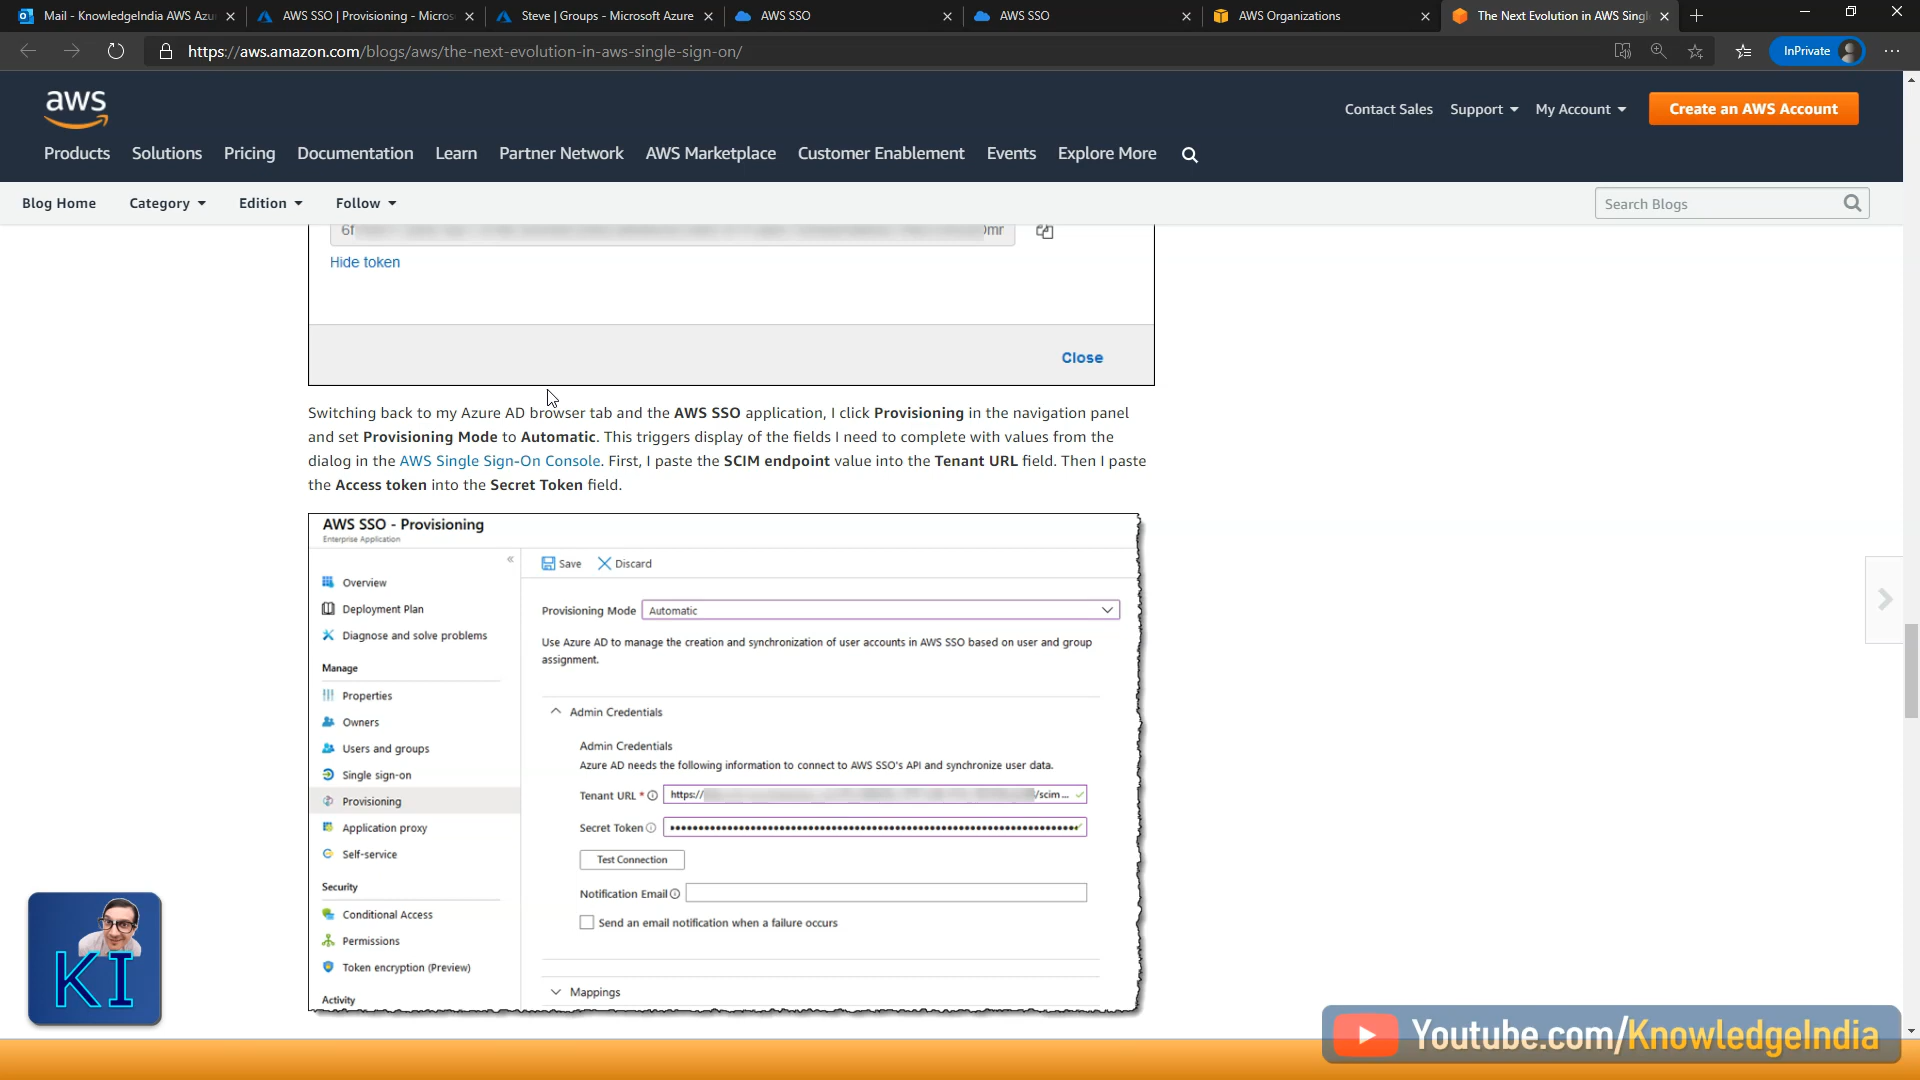 Mail - KnowledgeIndia AWS Azu
AWS SSO | Provisioning - Micros
Steve | Groups - Microsoft Azure
AWS SSO
AWS SSO
AWS Organizations
The Next Evolution in AWS Singl
https://aws.amazon.com/blogs/aws/the-next-evolution-in-aws-single-sign-on/
InPrivate
aws
Contact Sales
Support
My Account
Create an AWS Account
Products
Solutions
Pricing
Documentation
Learn
Partner Network
AWS Marketplace
Customer Enablement
Events
Explore More
Blog Home
Category
Edition
Follow
Search Blogs
Hide token
Close
Switching back to my Azure AD browser tab and the AWS SSO application, I click Provisioning in the navigation panel
and set Provisioning Mode to Automatic. This triggers display of the fields I need to complete with values from the
dialog in the AWS Single Sign-On Console. First, I paste the SCIM endpoint value into the Tenant URL field. Then I paste
the Access token into the Secret Token field.
AWS SSO - Provisioning
Enterprise Application
Overview
Deployment Plan
Diagnose and solve problems
Manage
Properties
Owners
Users and groups
Single sign-on
Provisioning
Application proxy
Self-service
Security
Conditional Access
Permissions
Token encryption (Preview)
Activity
Save
Discard
Provisioning Mode
Automatic
Use Azure AD to manage the creation and synchronization of user accounts in AWS SSO based on user and group
assignment.
Admin Credentials
Admin Credentials
Azure AD needs the following information to connect to AWS SSO's API and synchronize user data.
Tenant URL *
https://
/scim...
Secret Token
Test Connection
Notification Email
Send an email notification when a failure occurs
Mappings
KI
Youtube.com/KnowledgeIndia